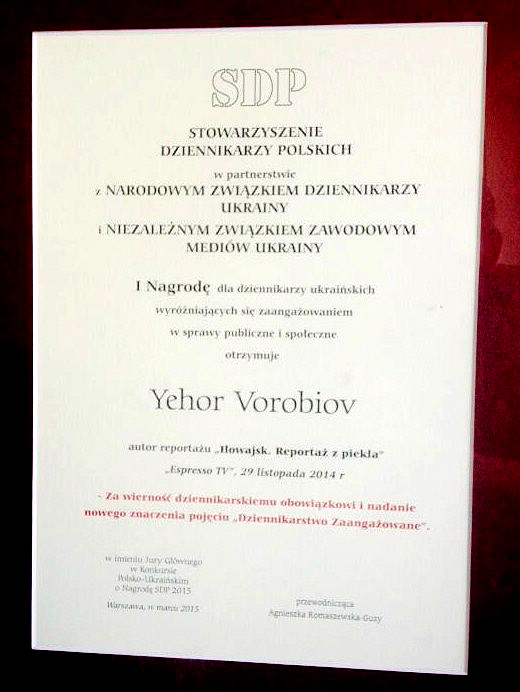 SDP
STOWARZYSZENIE
DZIENNIKARZY POLSKICH
w partnerstwie
z NARODOWYM ZWIĄZKIEM DZIENNIKARZY
UKRAINY
i NIEZALEŻNYM ZWIĄZKIEM ZAWODOWYM
MEDIÓW UKRAINY
I Nagrodę dla dziennikarzy ukraińskich
wyróżniających się zaangażowaniem
w sprawy publiczne i społeczne
otrzymuje
Yehor Vorobiov
autor reportażu „Howajsk. Reportaż z piekła"
„Espresso TV", 29 listopada 2014 r
- Za wierność dziennikarskiemu obowiązkowi i nadanie
nowego znaczenia pojęciu „Dziennikarstwo Zaangażowane".
w imieniu Jury Głównego
w Konkursie
Polsko-Ukraińskim
o Nagrodę SDP 2015
Warszawa, w marcu 2015
przewodnicząca
Agnieszka Romaszewska-Guzy